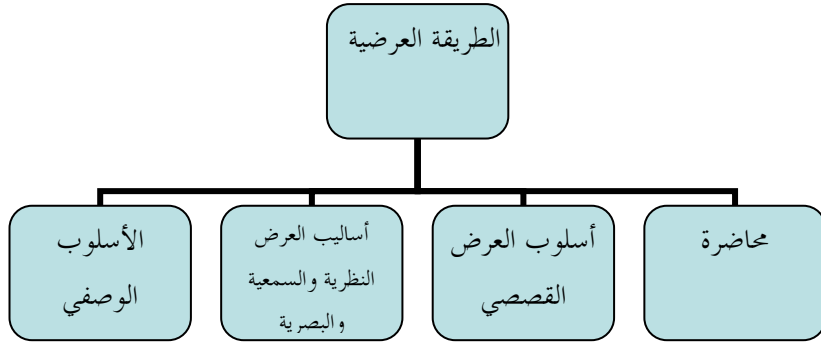 الطريقة العرضية
محاضرة
أسلوب العرض
القصصي
أساليب العرض
النظرية والسمعية
والبصرية
الأسلوب
الوصفي